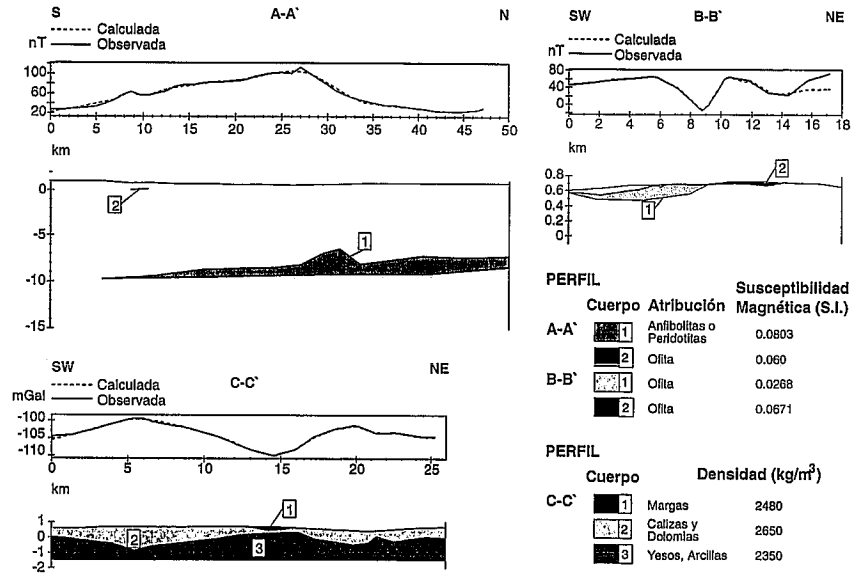 S A-A` N
Calculada
nT Observada
100
60
20
0 5 10 15 20 25 30 35 40 45 50
km
0
2
-5
1
-10
-15
SW B-B` NE
Calculada
nT Observada
80
40
0
0 2 4 6 8 10 12 14 16 18
km
0.8
0.6
0.4
0.2
0
2
1
PERFIL
Susceptibilidad
Cuerpo Atribución Magnética (S.I.)
A-A` 1 Anfibolitas o Peridotitas 0.0803
2 Ofita 0.060
B-B` 1 Ofita 0.0268
2 Ofita 0.0671
SW C-C` NE
Calculada
mGal Observada
-100
-105
-110
0 5 10 15 20 25
km
1
0
-1
-2
1
2
3
PERFIL
Cuerpo Densidad (kg/m³)
C-C` 1 Margas 2480
2 Calizas y Dolomías 2650
3 Yesos, Arcillas 2350